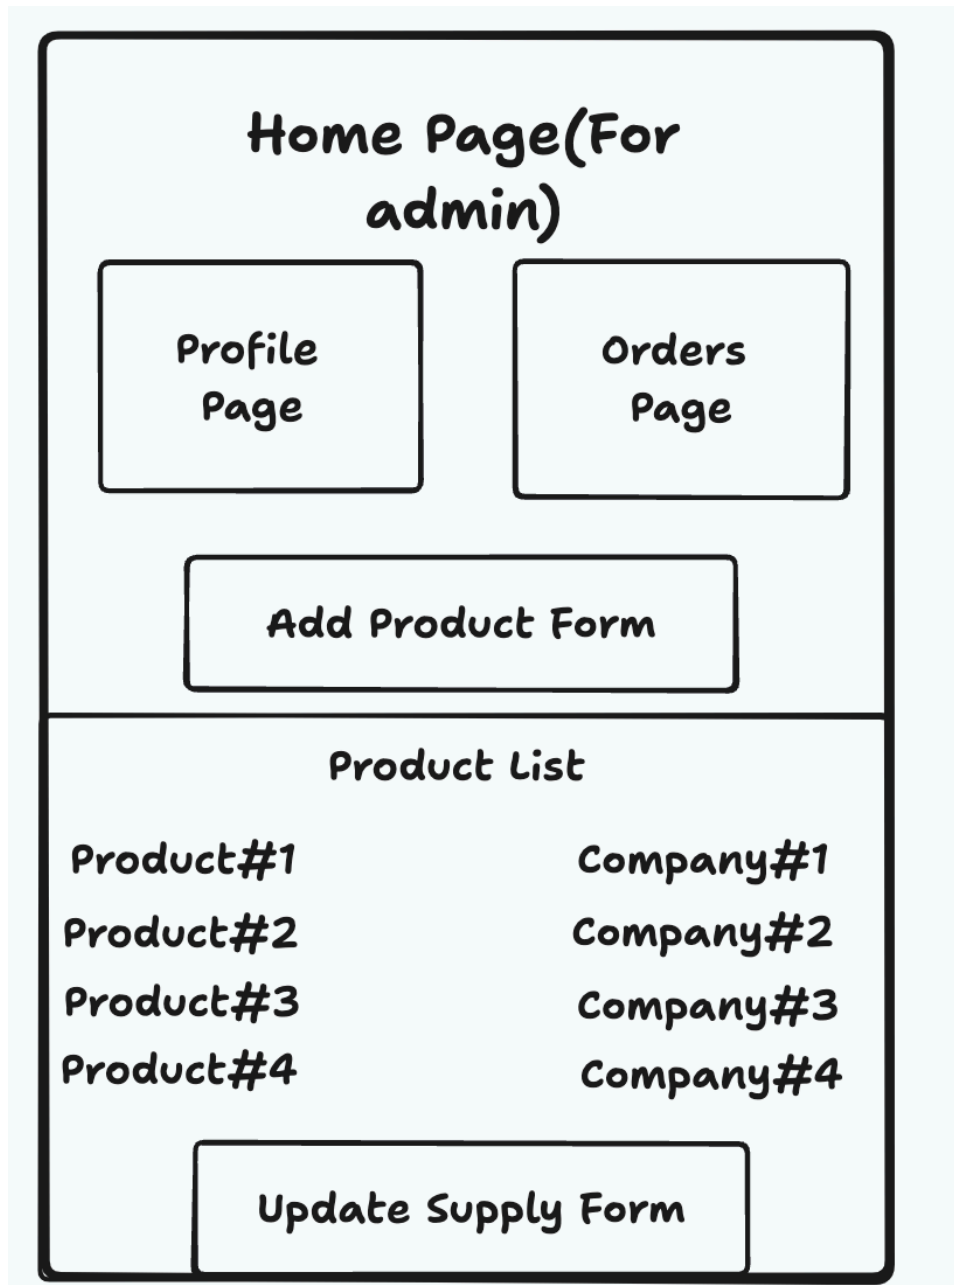 Home Page(For
admin)
Profile
Page
Orders
Page
Add Product Form
Product List
Product#1
Company#1
Product#2
Company#2
Product#3
Company#3
Product#4
Company#4
Update Supply Form